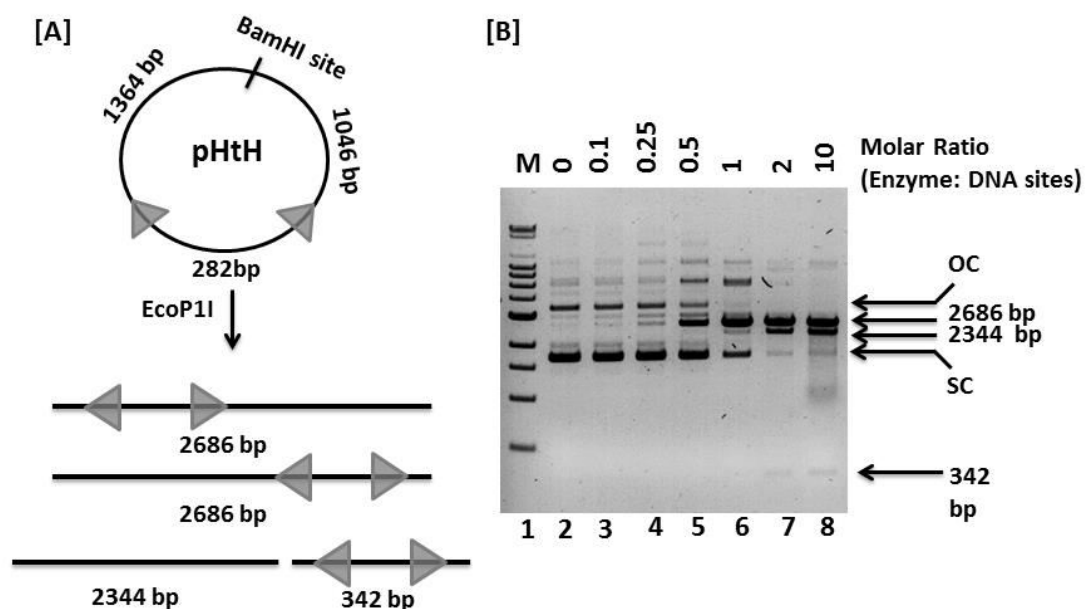 [A]
BamHI site
1364 bp
1046 bp
pHtH
282bp
EcoP1I
2686 bp
2686 bp
2344 bp
342 bp
[B]
M 0 0.1 0.25 0.5 1 2 10
Molar Ratio
(Enzyme: DNA sites)
OC
2686 bp
2344 bp
SC
342
bp
1 2 3 4 5 6 7 8